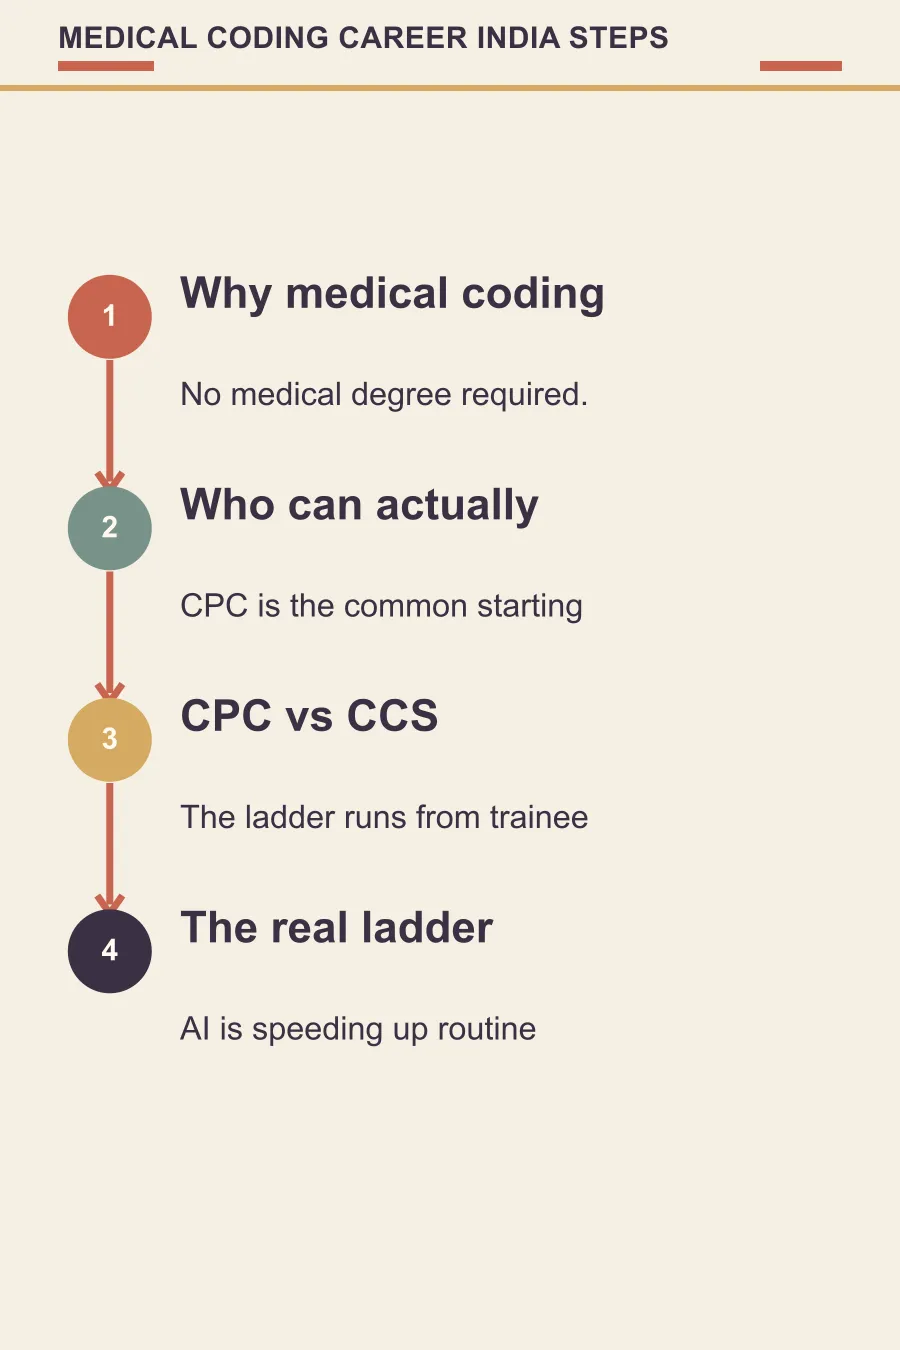 MEDICAL CODING CAREER INDIA STEPS
1
Why medical coding
No medical degree required.
2
Who can actually
CPC is the common starting
3
CPC vs CCS
The ladder runs from trainee
4
The real ladder
AI is speeding up routine